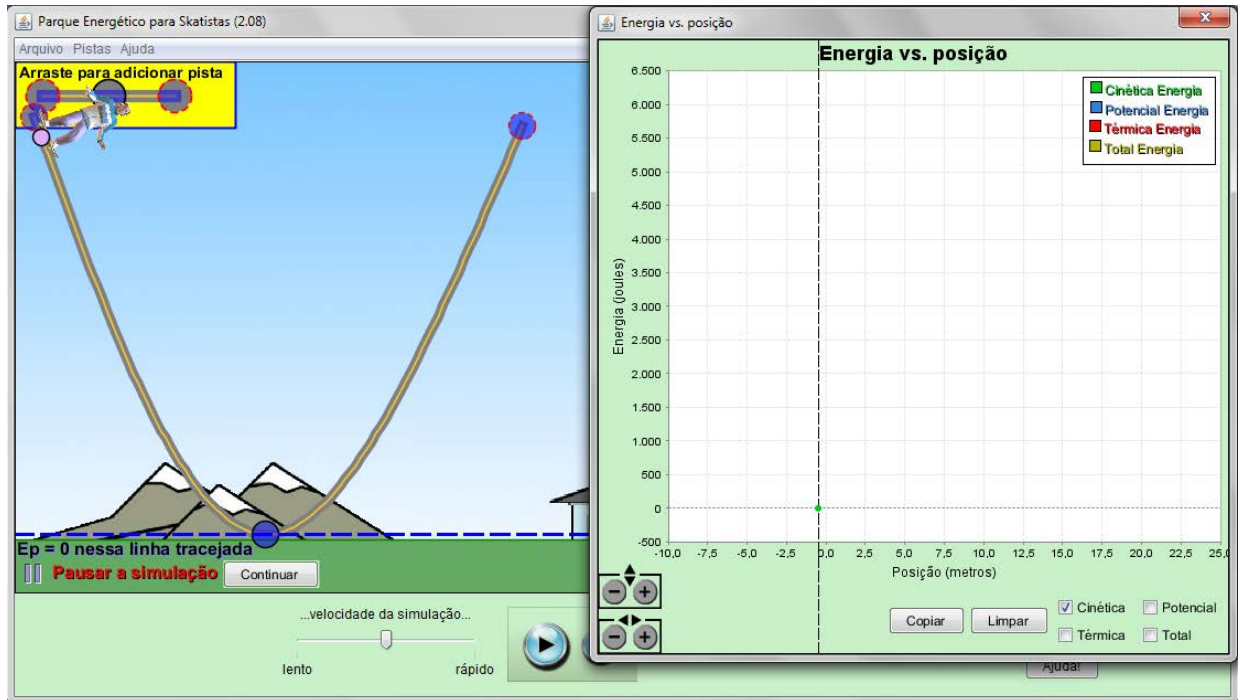 Parque Energético para Skatistas (2.08)
Arquivo Pistas Ajuda
Arraste para adicionar pista
Ep = 0 nessa linha tracejada
Pausar a simulação Continuar
...velocidade da simulação...
lento rápido
Energia vs. posição
Energia vs. posição
Cinética Energia
Potencial Energia
Térmica Energia
Total Energia
Energia (joules)
6.500
6.000
5.500
5.000
4.500
4.000
3.500
3.000
2.500
2.000
1.500
1.000
500
0
-500
-10,0 -7,5 -5,0 -2,5 0,0 2,5 5,0 7,5 10,0 12,5 15,0 17,5 20,0 22,5 25,
Posição (metros)
Copiar Limpar
Cinética Potencial
Térmica Total
Ajuda!